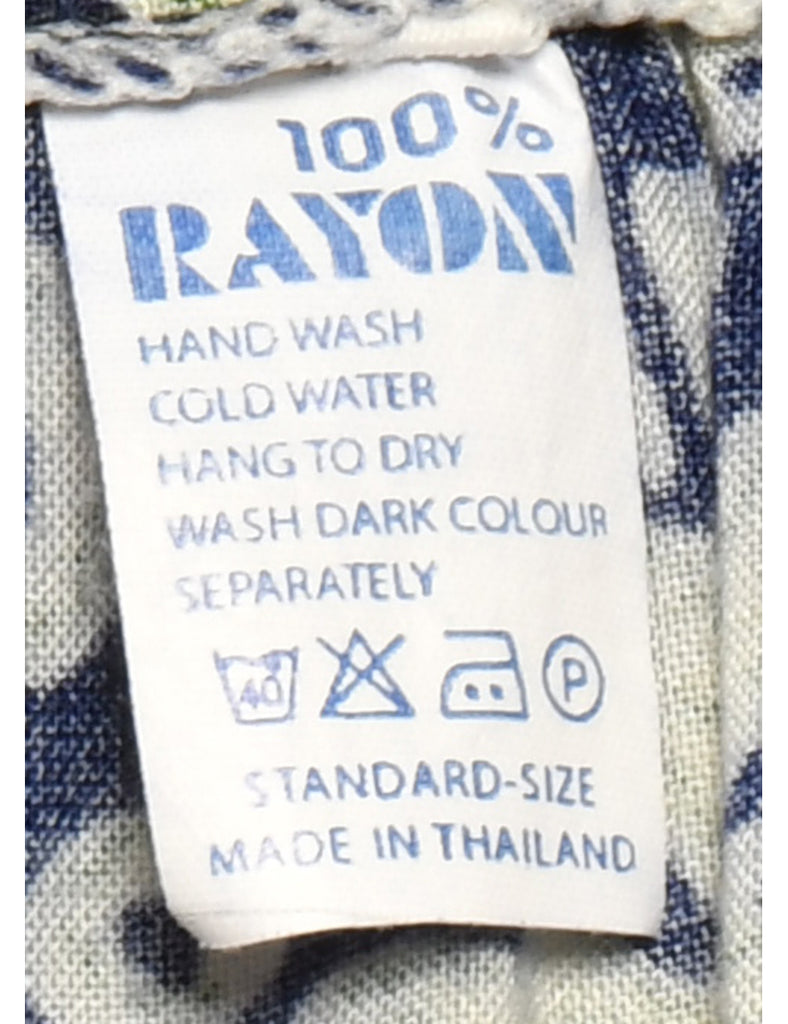 100%
RAYON
HAND WASH
COLD WATER
HANG TO DRY
WASH DARK COLOUR
SEPARATELY
40 P
STANDARD-SIZE
MADE IN THAILAND